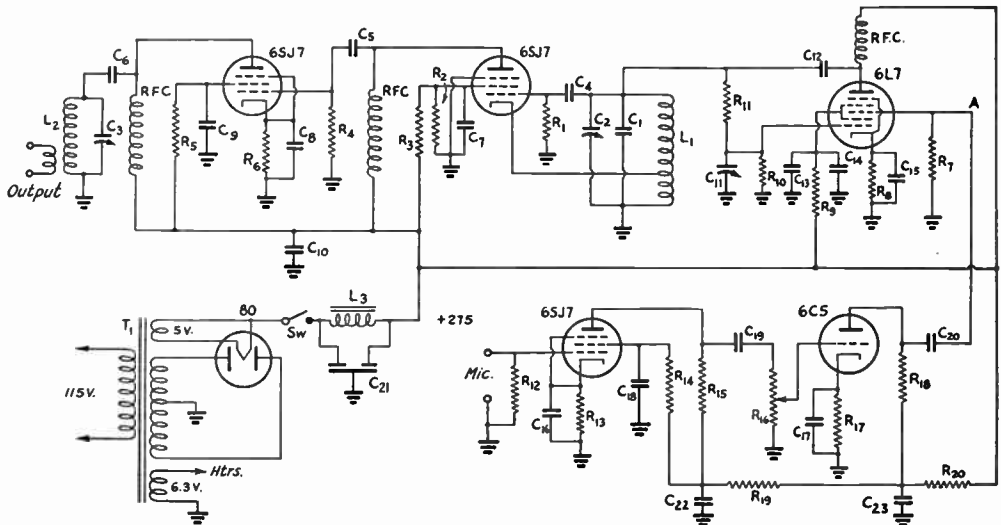 C6
6SJ7
C5
6SJ7
C4
C12
R.F.C.
6L7
L2
C3
RFC
R5
C9
R6
C8
R4
RFC
R3
R2
C7
R1
C2
C1
L1
R11
C11
R10
C13
C14
R9
R8
C15
R7
A
Output
C10
T1
5V.
80
Sw
L3
+275
C21
115V.
6.3V.
Htrs.
6SJ7
Mic.
R12
C16
R13
C18
R14
R15
C19
R16
6C5
C17
R17
R18
C20
C22
R19
C23
R20